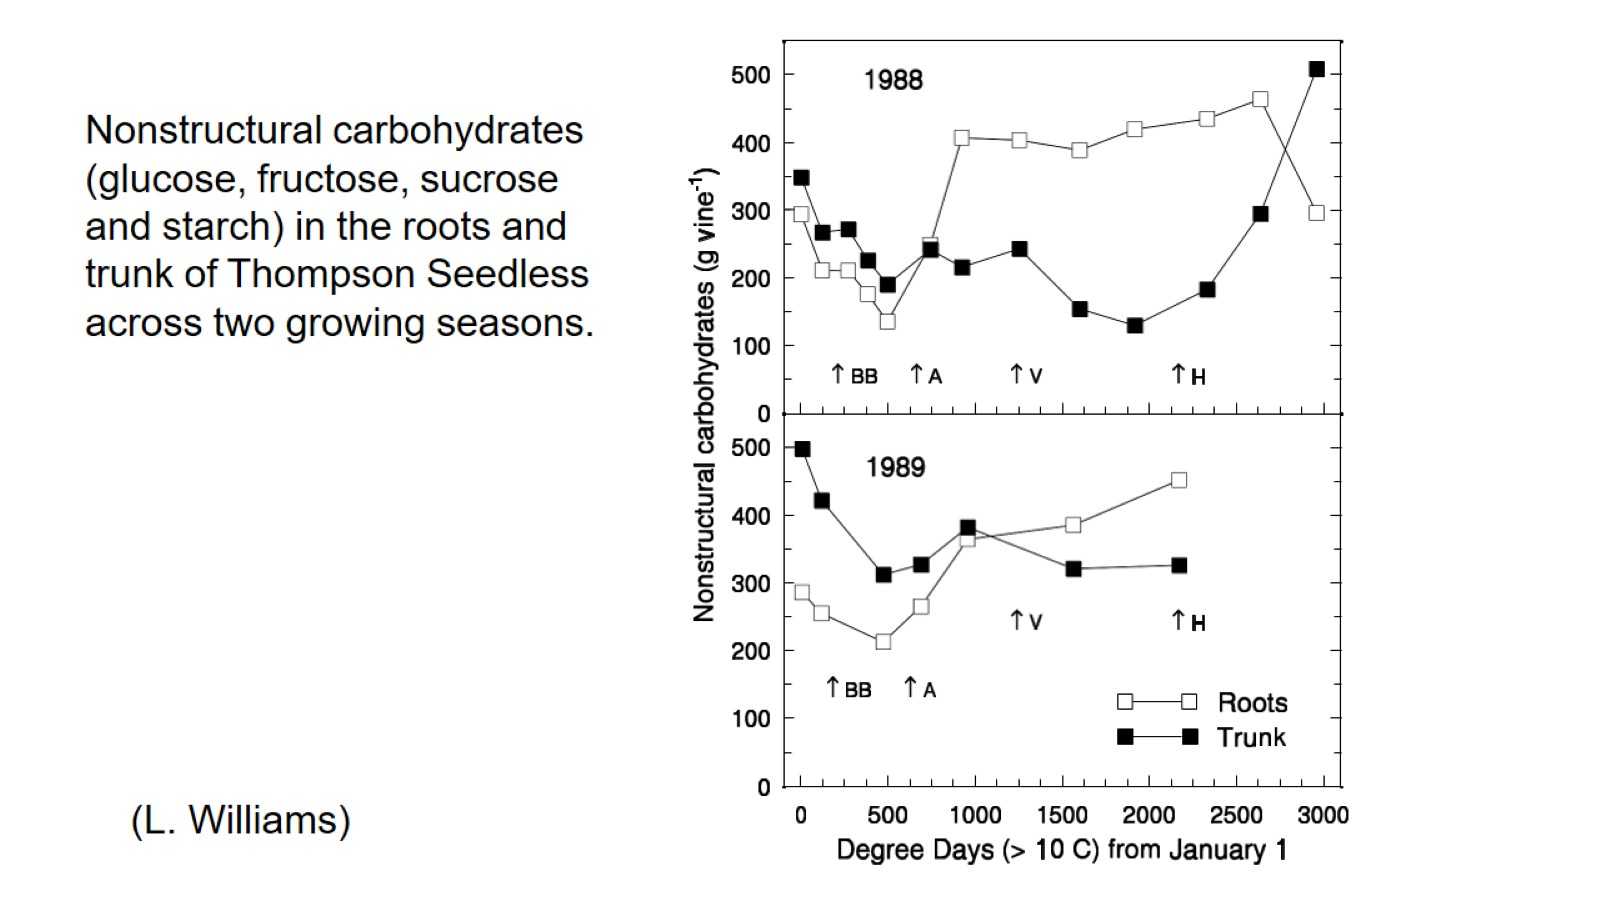 Nonstructural carbohydrates
(glucose, fructose, sucrose
and starch) in the roots and
trunk of Thompson Seedless
across two growing seasons.
(L. Williams)
Nonstructural carbohydrates (g vine⁻¹)
1988
500
400
300
200
100
0
↑ BB
↑ A
↑ V
↑ H
1989
500
400
300
200
100
0
↑ V
↑ H
↑ BB
↑ A
Roots
Trunk
0 500 1000 1500 2000 2500 3000
Degree Days (> 10 C) from January 1